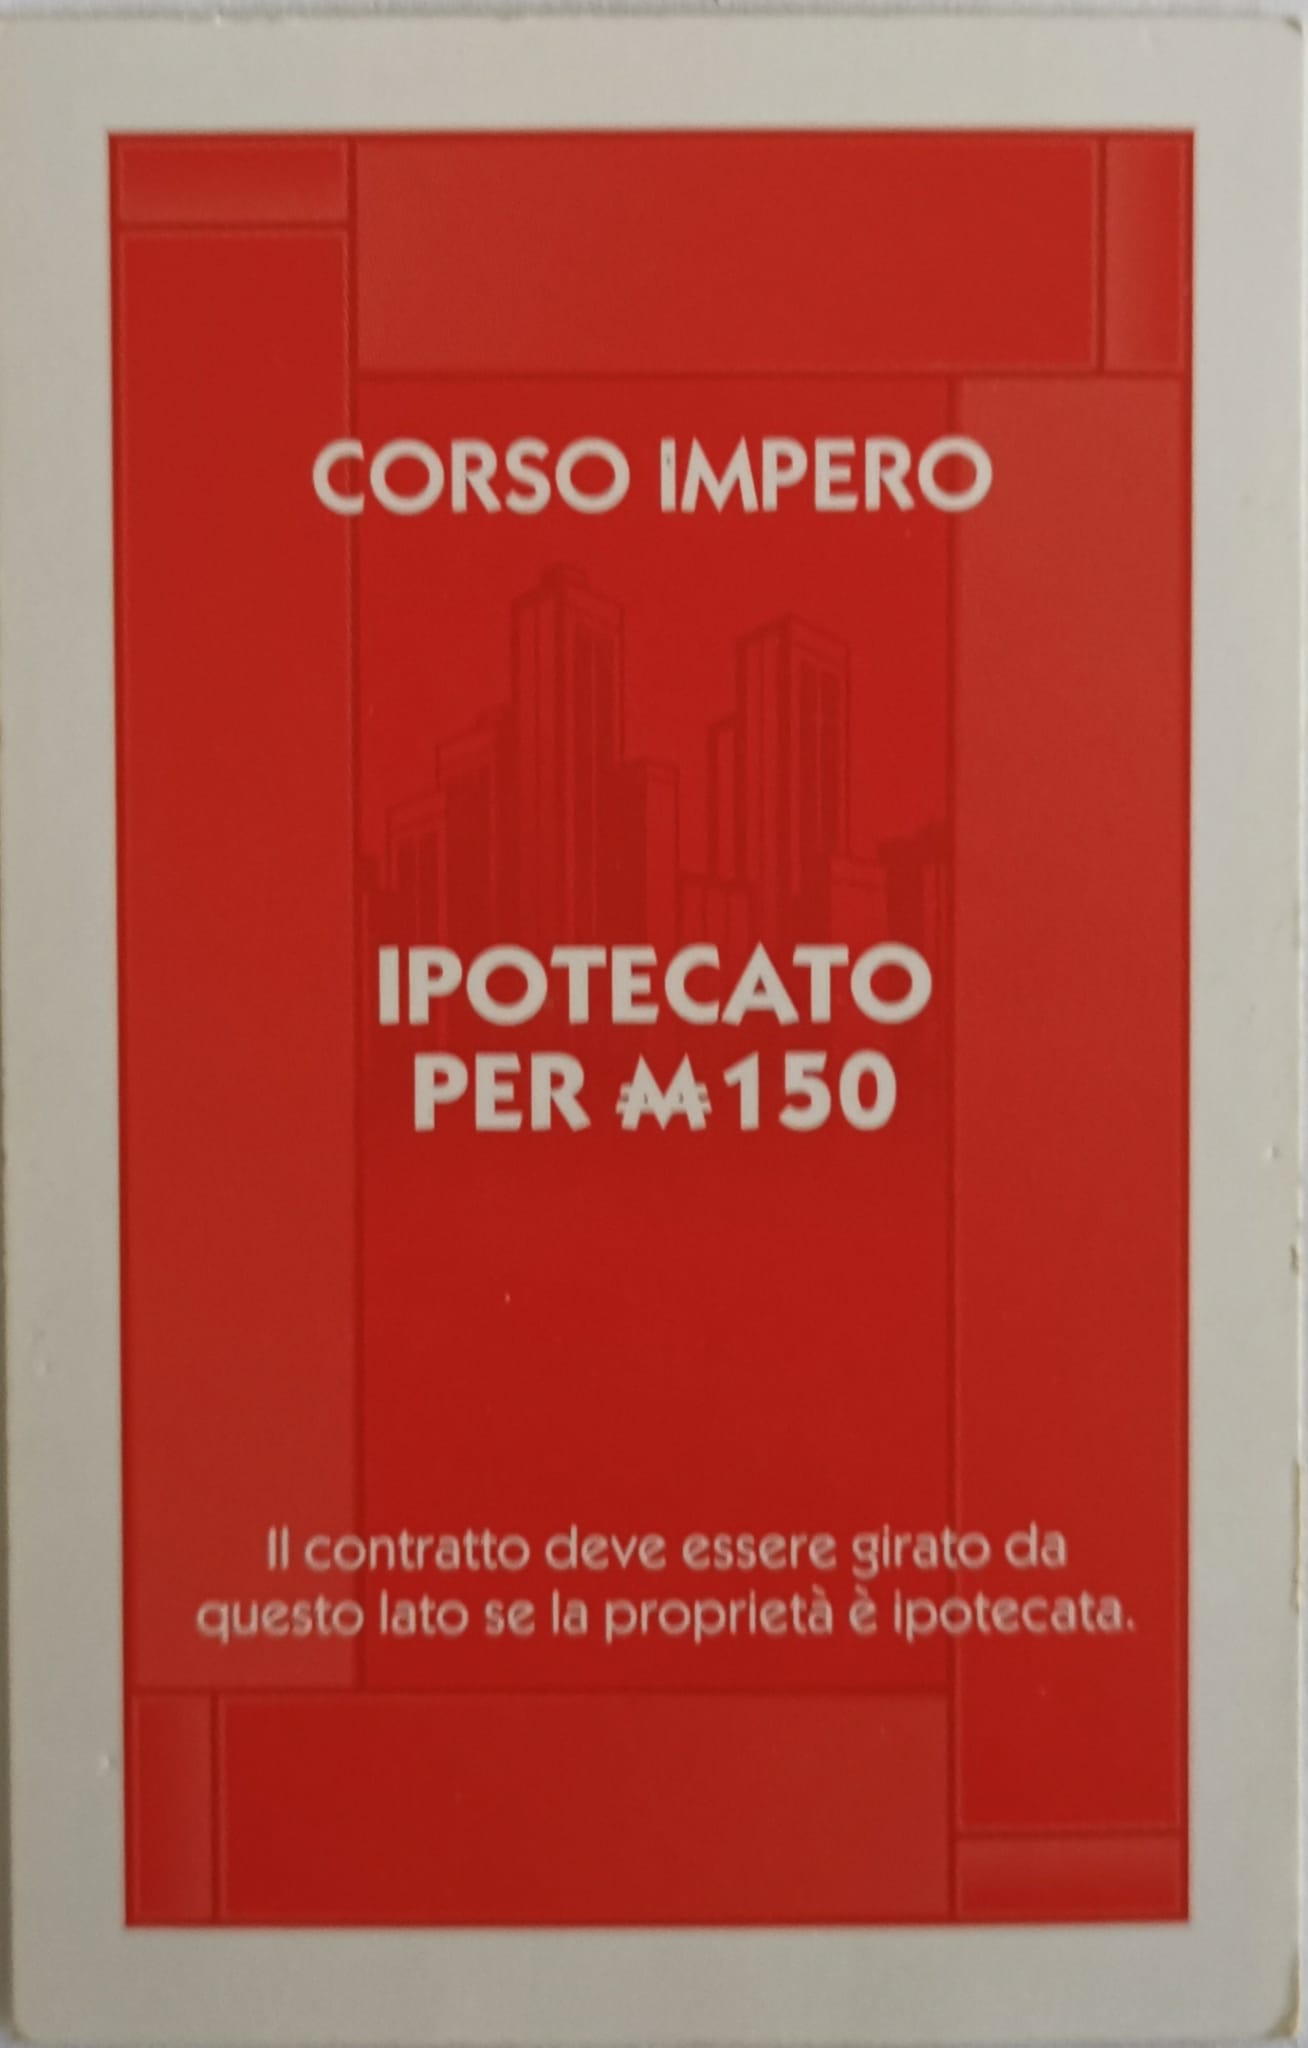 CORSO IMPERO
IPOTECATO
PER ₩150
Il contratto deve essere girato da
questo lato se la proprietà è ipotecata.